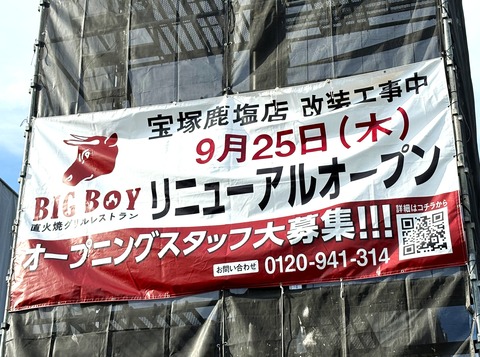 宝塚鹿塩店 改装工事中
9月25日(木)
リニューアルオープン
BIG BOY
直火焼グリルレストラン
オープニングスタッフ大募集!!!
詳細はコチラから
お問い合わせ 0120-941-314